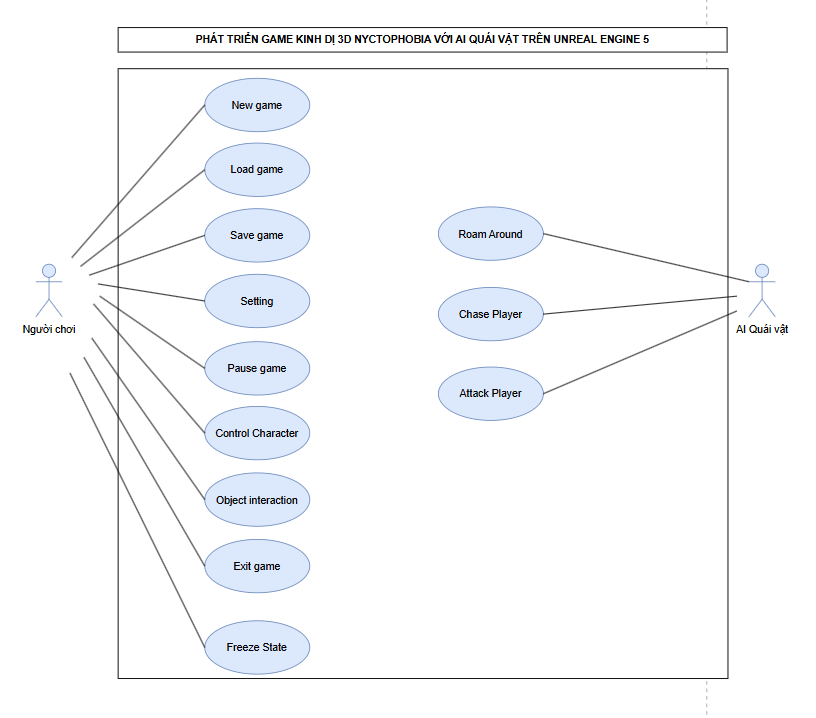 PHÁT TRIỂN GAME KINH DỊ 3D NYCTOPHOBIA VỚI AI QUÁI VẬT TRÊN UNREAL ENGINE 5
New game
Load game
Save game
Setting
Pause game
Control Character
Object interaction
Exit game
Freeze State
Người chơi
Roam Around
Chase Player
Attack Player
AI Quái vật